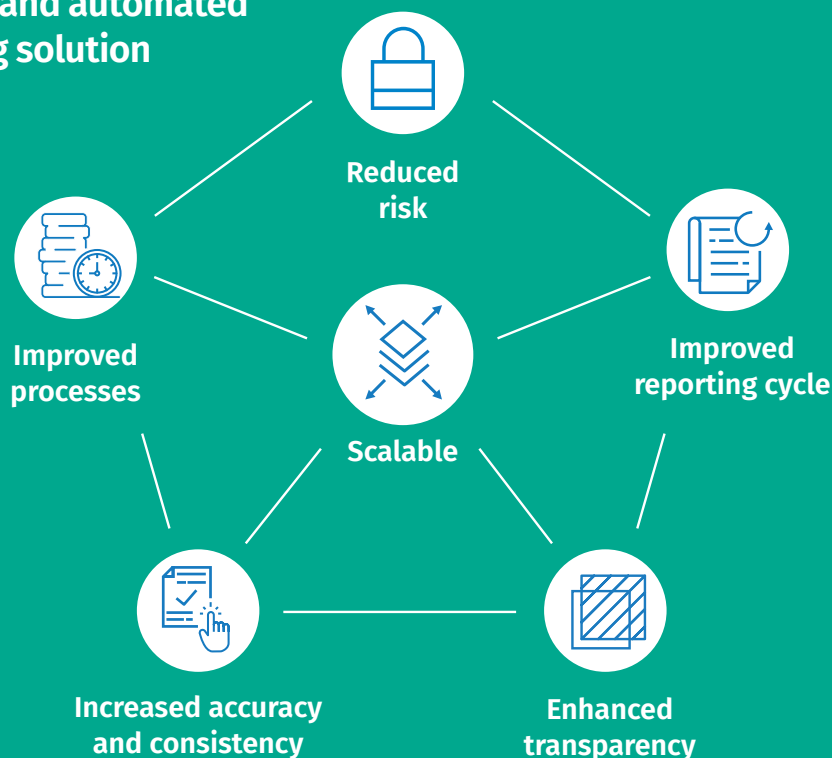 and automated
solution
Reduced
risk
Improved
processes
Improved
reporting cycle
Scalable
Increased accuracy
and consistency
Enhanced
transparency